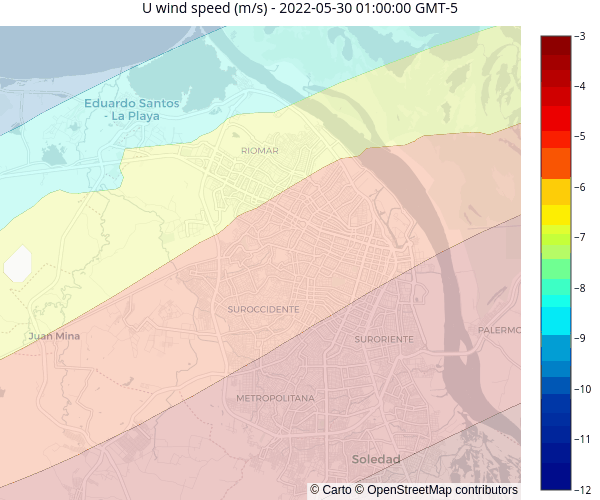 U wind speed (m/s) - 2022-05-30 01:00:00 GMT-5
Eduardo Santos
- La Playa
RIOMAR
SUROCCIDENTE
PALERMO
Juan Mina
SURORIENTE
METROPOLITANA
Soledad
© Carto © OpenStreetMap contributors
−3
−4
−5
−6
−7
−8
−9
−10
−11
−12